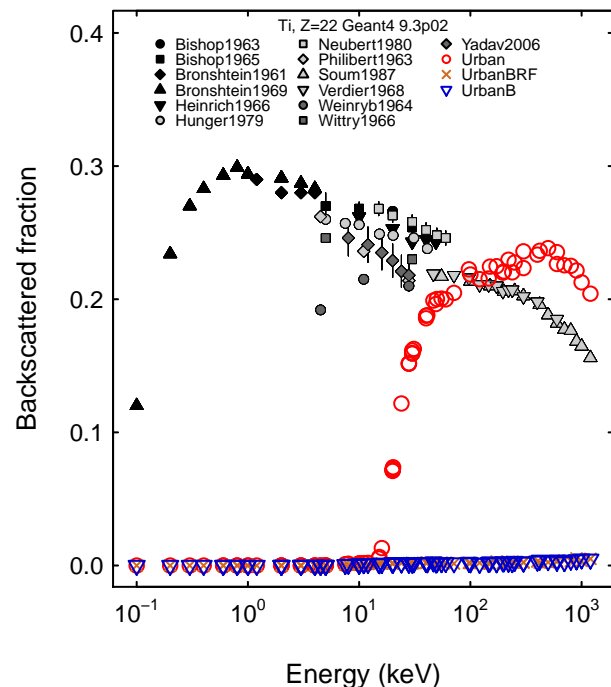 Ti, Z=22 Geant4 9.3p02
Bishop1963
Bishop1965
Bronshtein1961
Bronshtein1969
Heinrich1966
Hunger1979
Neubert1980
Philibert1963
Soum1987
Verdier1968
Weinryb1964
Wittry1966
Yadav2006
Urban
UrbanBRF
UrbanB
Backscattered fraction
0.4
0.3
0.2
0.1
0.0
10⁻¹ 10⁰ 10¹ 10² 10³
Energy (keV)